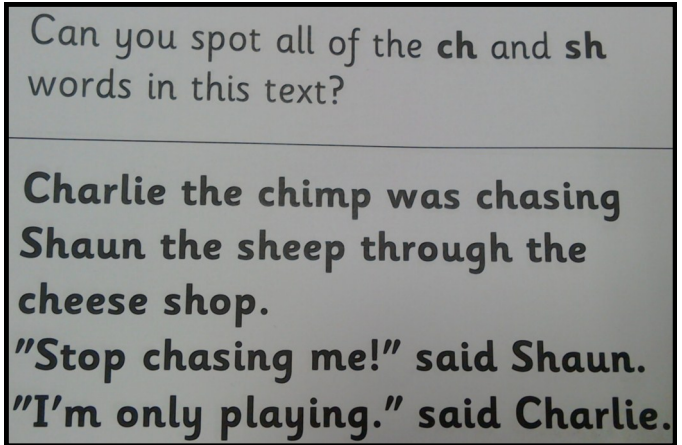 Can you spot all of the ch and sh
words in this text?
Charlie the chimp was chasing
Shaun the sheep through the
cheese shop.
"Stop chasing me!" said Shaun.
"I'm only playing." said Charlie.